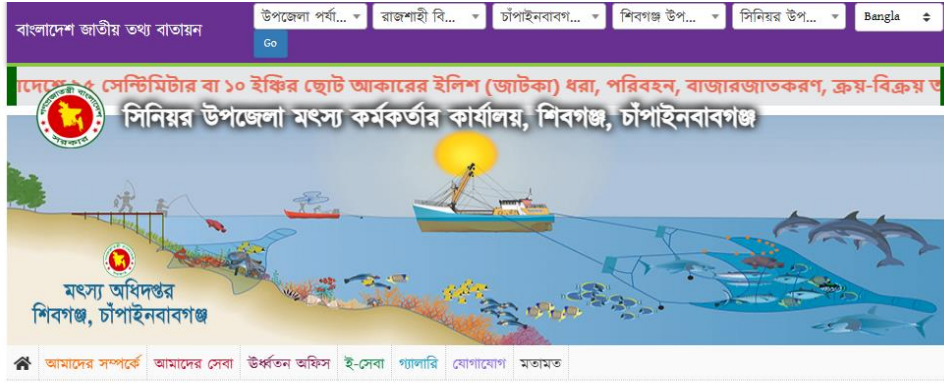 বাংলাদেশ জাতীয় তথ্য বাতায়ন
উপজেলা পর্যা... রাজশাহী বি... চাঁপাইনবাবগ... শিবগঞ্জ উপ... সিনিয়র উপ... Bangla
Go
২৫ সেন্টিমিটার বা ১০ ইঞ্চির ছোট আকারের ইলিশ (জাটকা) ধরা, পরিবহন, বাজারজাতকরণ, ক্রয়-বিক্রয়
সিনিয়র উপজেলা মৎস্য কর্মকর্তার কার্যালয়, শিবগঞ্জ, চাঁপাইনবাবগঞ্জ
মৎস্য অধিদপ্তর
শিবগঞ্জ, চাঁপাইনবাবগঞ্জ
আমাদের সম্পর্কে আমাদের সেবা উর্ধ্বতন অফিস ই-সেবা গ্যালারি যোগাযোগ মতামত